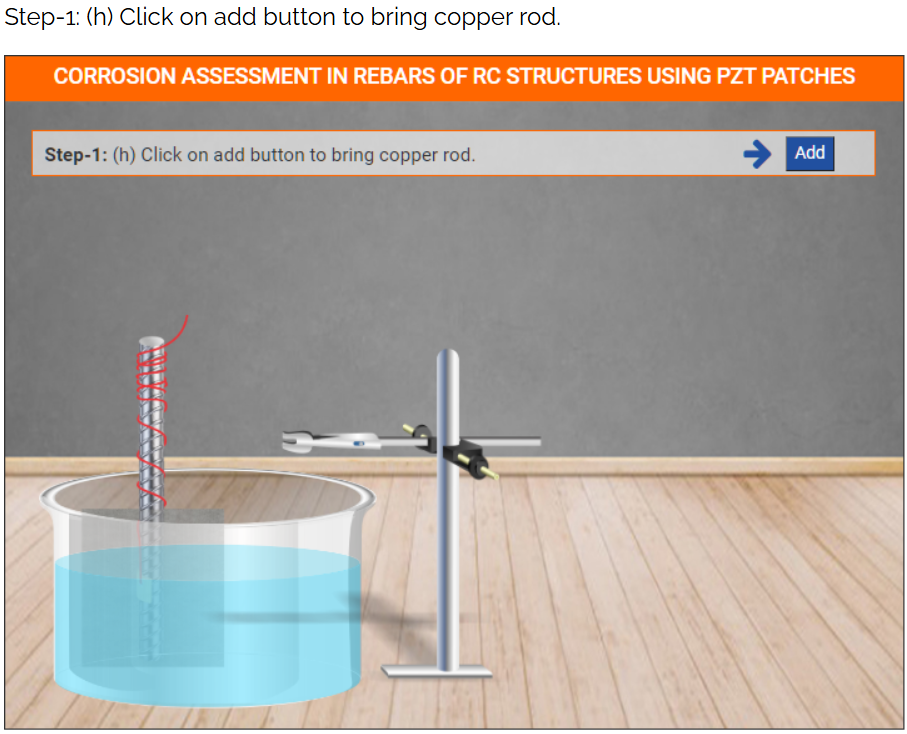 Step-1: (h) Click on add button to bring copper rod.
CORROSION ASSESSMENT IN REBARS OF RC STRUCTURES USING PZT PATCHES
Step-1: (h) Click on add button to bring copper rod. Add